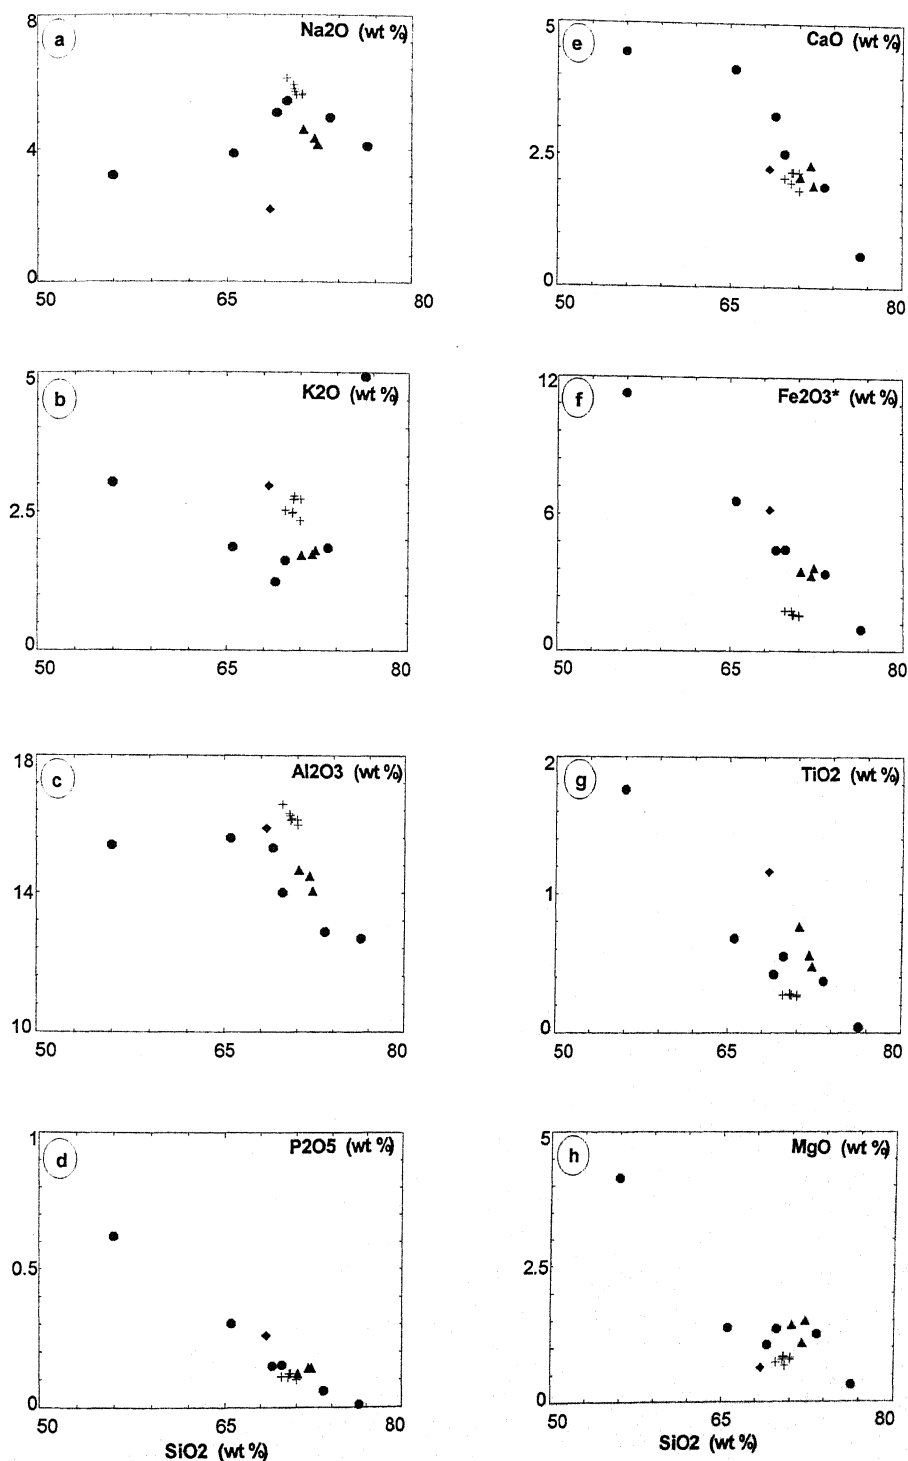 a
Na2O (wt %)
8
4
0
50 65 80
b
K2O (wt %)
5
2.5
0
50 65 80
c
Al2O3 (wt %)
18
14
10
50 65 80
d
P2O5 (wt %)
1
0.5
0
50 65 80
SiO2 (wt %)
e
CaO (wt %)
5
2.5
0
50 65 80
f
Fe2O3* (wt %)
12
6
0
50 65 80
g
TiO2 (wt %)
2
1
0
50 65 80
h
MgO (wt %)
5
2.5
0
50 65 80
SiO2 (wt %)